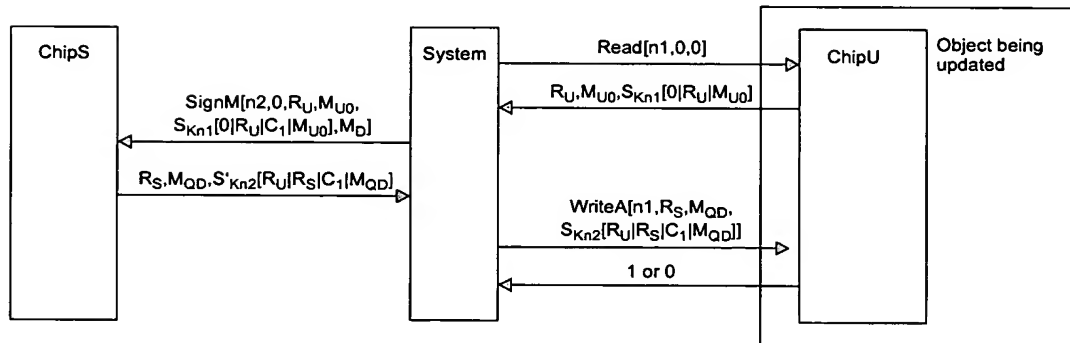 ChipS
System
ChipU
Object being
updated
Read[n1,0,0]
R_U,M_U0,S_Kn1[0|R_U|M_U0]
SignM[n2,0,R_U,M_U0,
S_Kn1[0|R_U|C_1|M_U0],M_D]
R_S,M_QD,S'_Kn2[R_U|R_S|C_1|M_QD]
WriteA[n1,R_S,M_QD,
S_Kn2[R_U|R_S|C_1|M_QD]]
1 or 0